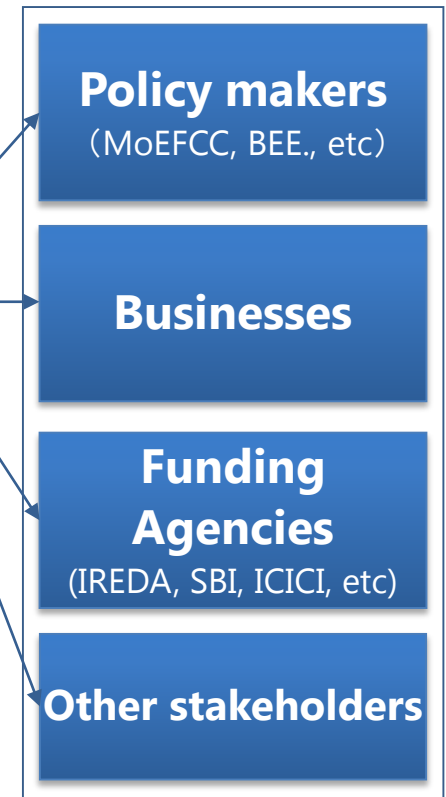 Policy makers
（MoEFCC, BEE., etc）
Businesses
Funding
Agencies
(IREDA, SBI, ICICI, etc)
Other stakeholders